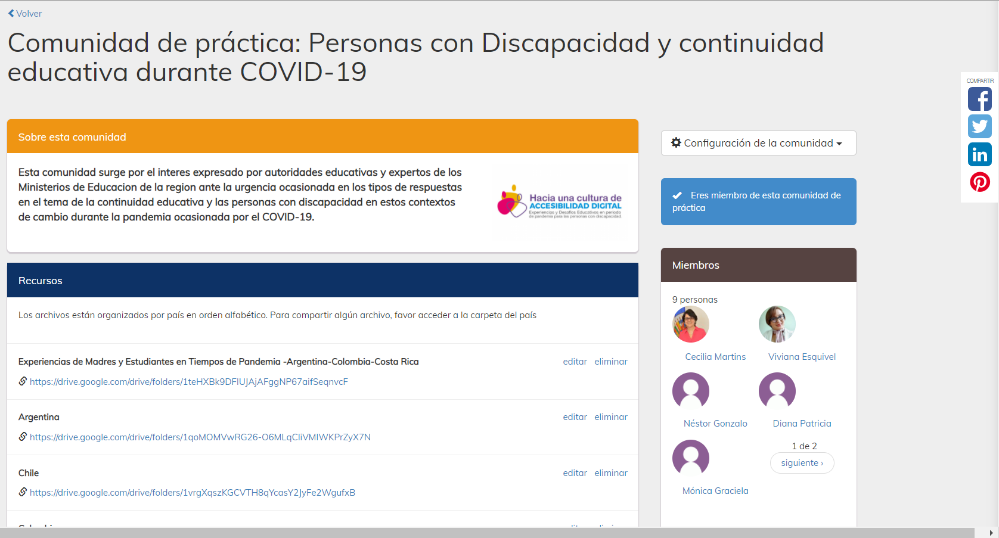 Volver
Comunidad de práctica: Personas con Discapacidad y continuidad
educativa durante COVID-19
COMPARTIR
Sobre esta comunidad
Esta comunidad surge por el interes expresado por autoridades educativas y expertos de los
Ministerios de Educacion de la region ante la urgencia ocasionada en los tipos de respuestas
en el tema de la continuidad educativa y las personas con discapacidad en estos contextos
de cambio durante la pandemia ocasionada por el COVID-19.
Hacia una cultura de
ACCESIBILIDAD DIGITAL
Experiencias y Desafíos Educativos en periodo
de pandemia para las personas con discapacidad.
Recursos
Los archivos están organizados por país en orden alfabético. Para compartir algún archivo, favor acceder a la carpeta del país
Experiencias de Madres y Estudiantes en Tiempos de Pandemia -Argentina-Colombia-Costa Rica
editar eliminar
https://drive.google.com/drive/folders/1teHXBk9DFlUJAjAFggNP67aifSeqnvcF
Argentina
editar eliminar
https://drive.google.com/drive/folders/1qoMOMVwRG26-O6MLqCliVMIWKPrZyX7N
Chile
editar eliminar
https://drive.google.com/drive/folders/1vrgXqszKGCVTH8qYcasY2JyFe2WgufxB
Configuración de la comunidad
Eres miembro de esta comunidad de
práctica
Miembros
9 personas
Cecilia Martins
Viviana Esquivel
Néstor Gonzalo
Diana Patricia
Mónica Graciela
1 de 2
siguiente ›